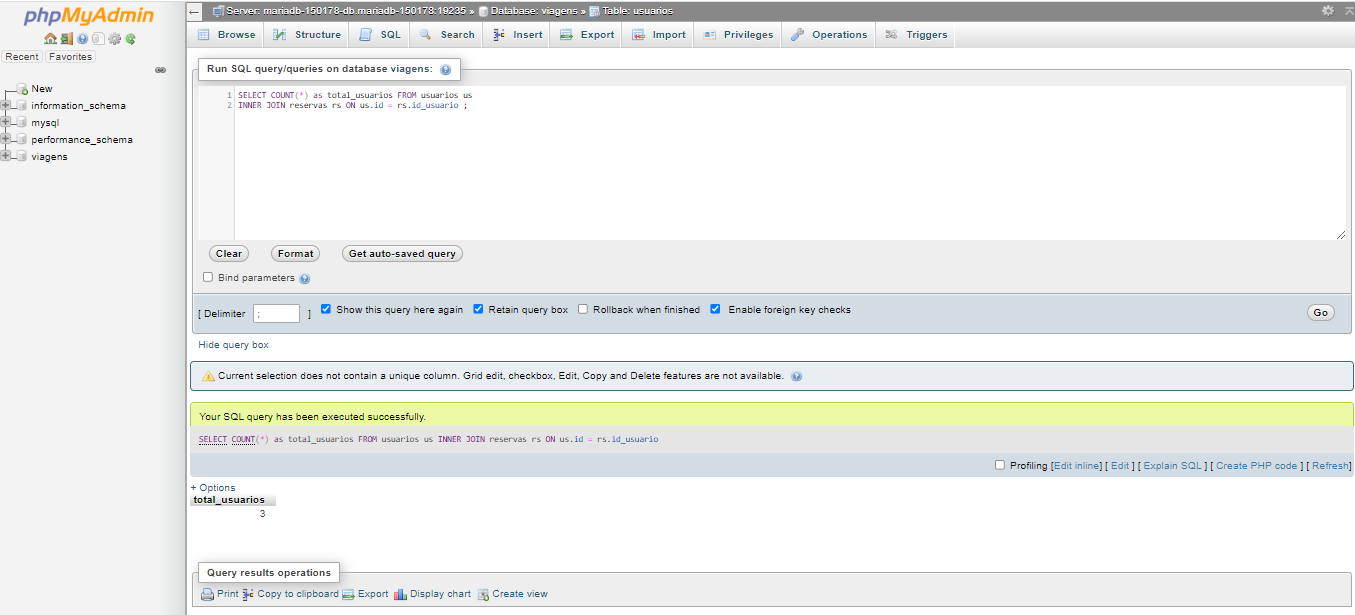 phpMyAdmin
Recent Favorites
New
information_schema
mysql
performance_schema
viagens
Server: mariadb-150178-db.mariadb-150178:19235 » Database: viagens » Table: usuarios
Browse Structure SQL Search Insert Export Import Privileges Operations Triggers
Run SQL query/queries on database viagens:
1 SELECT COUNT(*) as total_usuarios FROM usuarios us
2 INNER JOIN reservas rs ON us.id = rs.id_usuario ;
Clear Format Get auto-saved query
Bind parameters
[ Delimiter ; ] Show this query here again Retain query box Rollback when finished Enable foreign key checks Go
Hide query box
Current selection does not contain a unique column. Grid edit, checkbox, Edit, Copy and Delete features are not available.
Your SQL query has been executed successfully.
SELECT COUNT(*) as total_usuarios FROM usuarios us INNER JOIN reservas rs ON us.id = rs.id_usuario
Profiling [Edit inline] [ Edit ] [ Explain SQL ] [ Create PHP code ] [ Refresh]
+ Options
total_usuarios
3
Query results operations
Print Copy to clipboard Export Display chart Create view